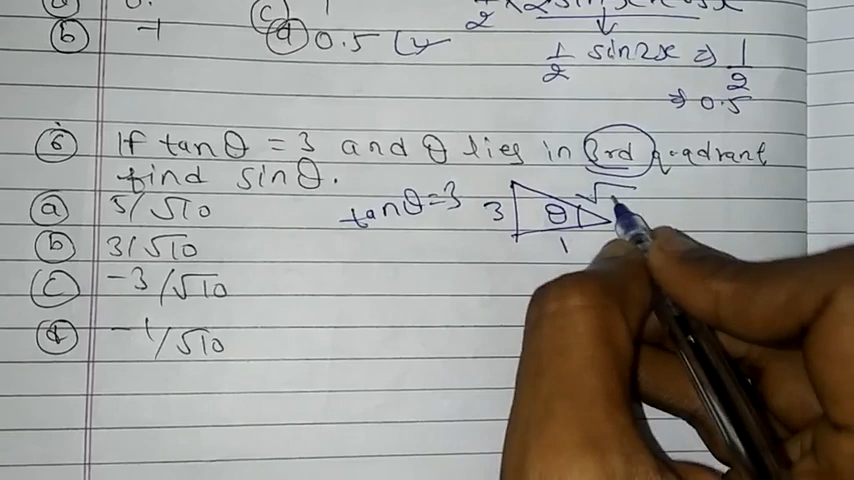 0.
c 1
b -1
d 0.5
1/2 sin2x ⇒ 1/2
⇒ 0.5
6 If tanθ = 3 and θ lies in 3rd quadrant
find sinθ.
a 5/√10
b 3/√10
c -3/√10
d -1/√10
tanθ=3
3 θ √
1